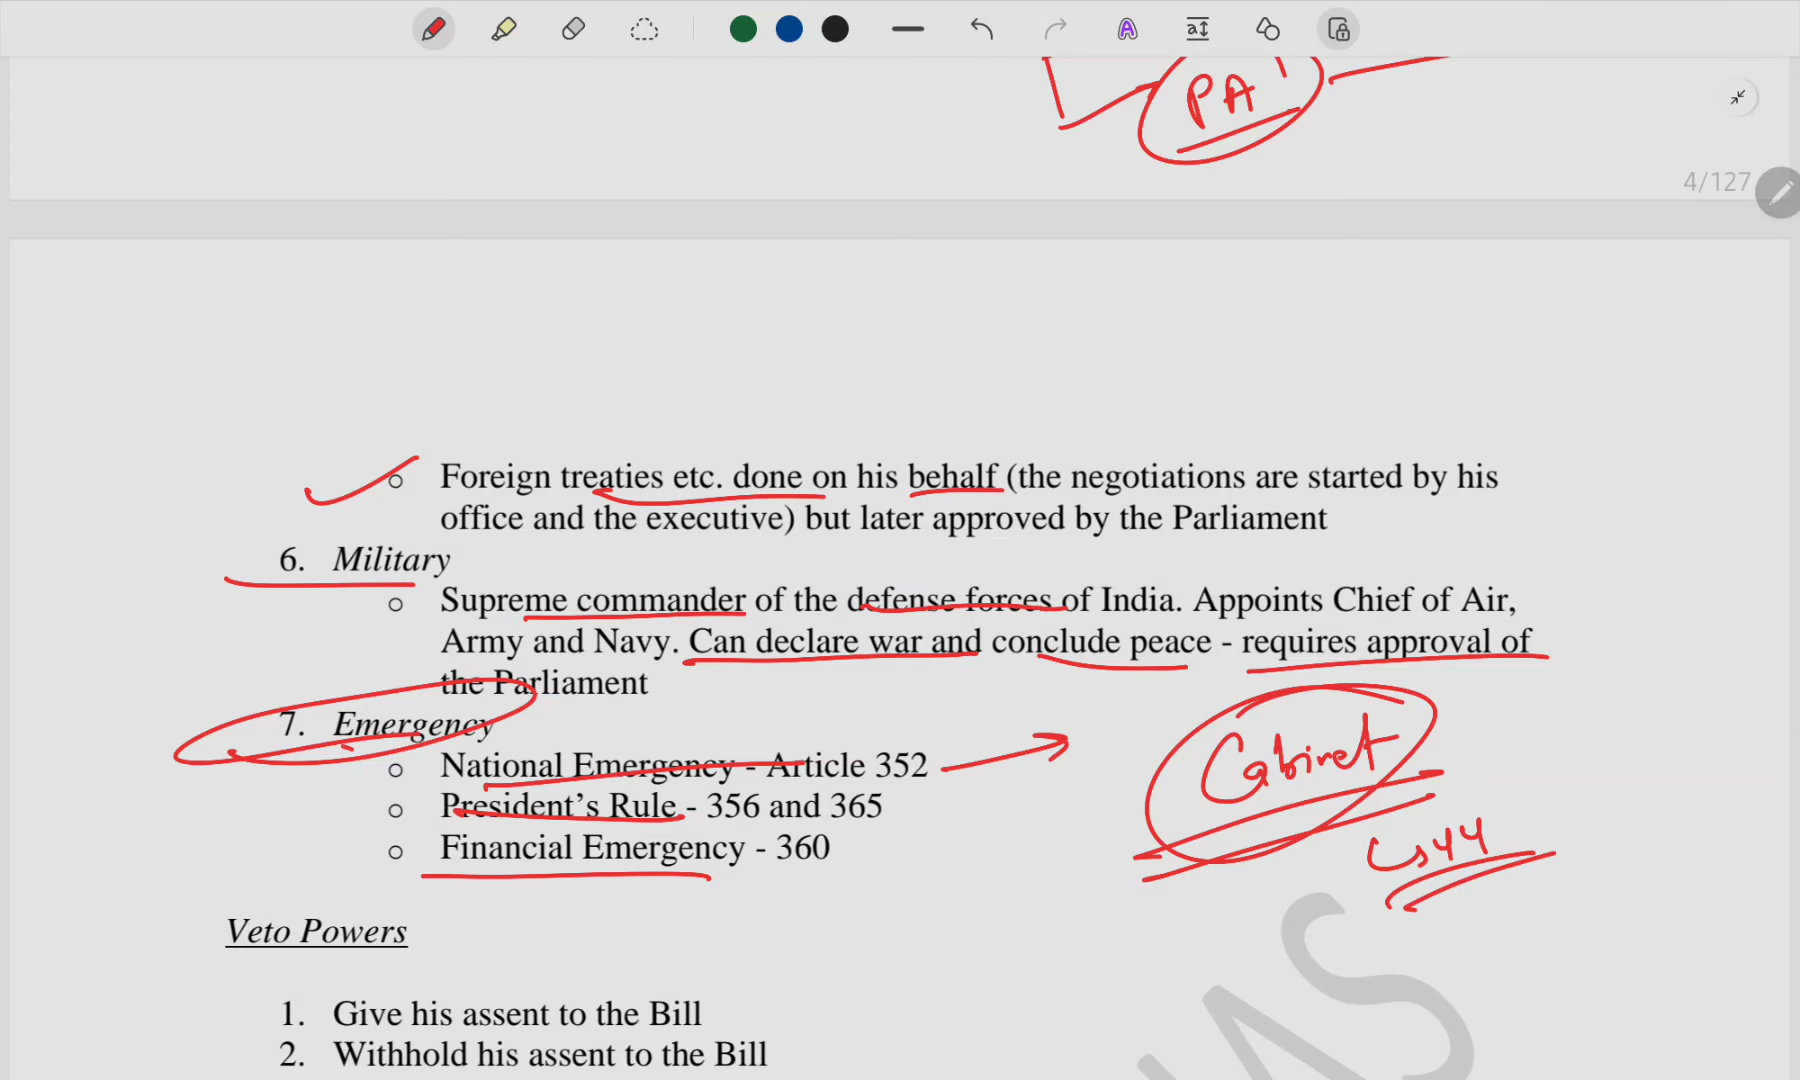 PA
4/127
Foreign treaties etc. done on his behalf (the negotiations are started by his
office and the executive) but later approved by the Parliament
6. Military
Supreme commander of the defense forces of India. Appoints Chief of Air,
Army and Navy. Can declare war and conclude peace - requires approval of
the Parliament
7. Emergency
National Emergency - Article 352
President’s Rule - 356 and 365
Financial Emergency - 360
Cabinet
44
Veto Powers
1. Give his assent to the Bill
2. Withhold his assent to the Bill